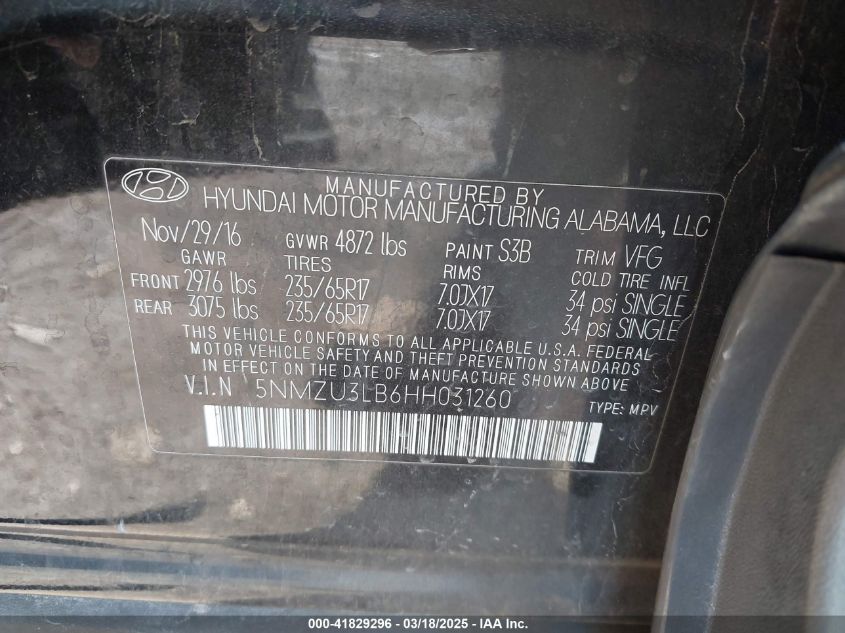 MANUFACTURED BY
HYUNDAI MOTOR MANUFACTURING ALABAMA, LLC
Nov/29/16 GVWR 4872 lbs PAINT S3B TRIM VFG
GAWR TIRES RIMS COLD TIRE INFL
FRONT 2976 lbs 235/65R17 7.0JX17 34 psi SINGLE
REAR 3075 lbs 235/65R17 7.0JX17 34 psi SINGLE
THIS VEHICLE CONFORMS TO ALL APPLICABLE U.S.A. FEDERAL
MOTOR VEHICLE SAFETY AND THEFT PREVENTION STANDARDS
IN EFFECT ON THE DATE OF MANUFACTURE SHOWN ABOVE
V.I.N 5NMZU3LB6HH031260 TYPE: MPV
000-41829296 - 03/18/2025 - IAAI.COM